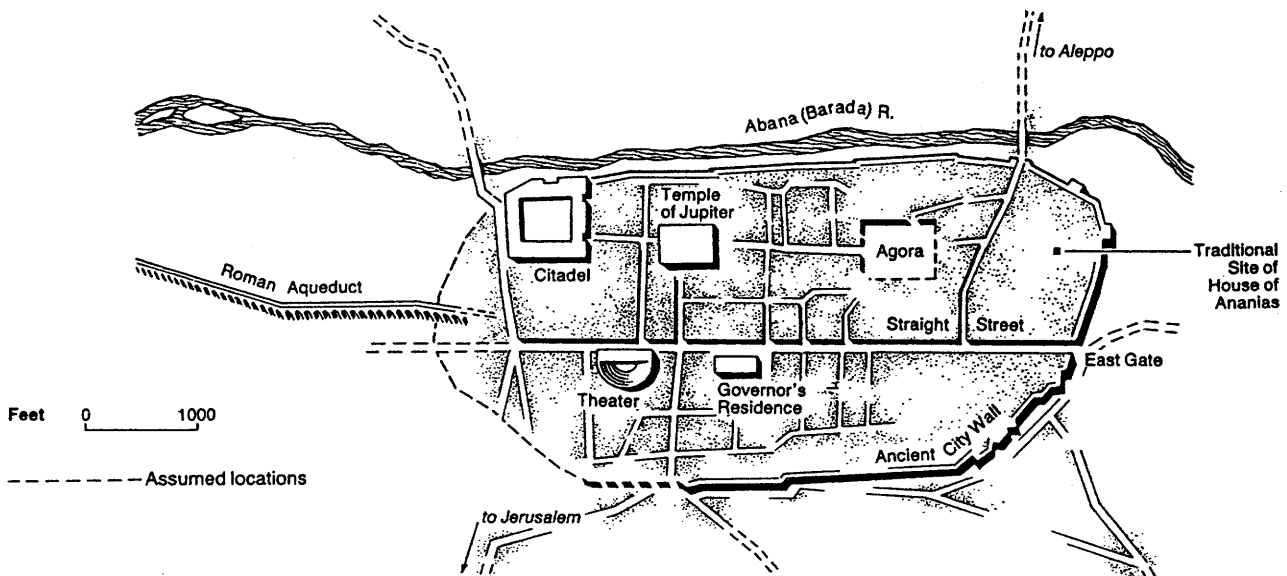 to Aleppo
Abana (Barada) R.
Temple
of Jupiter
Citadel
Agora
Traditional
Site of
House of
Ananias
Roman Aqueduct
Straight Street
East Gate
Theater
Governor's
Residence
Feet 0 1000
Ancient City Wall
Assumed locations
to Jerusalem